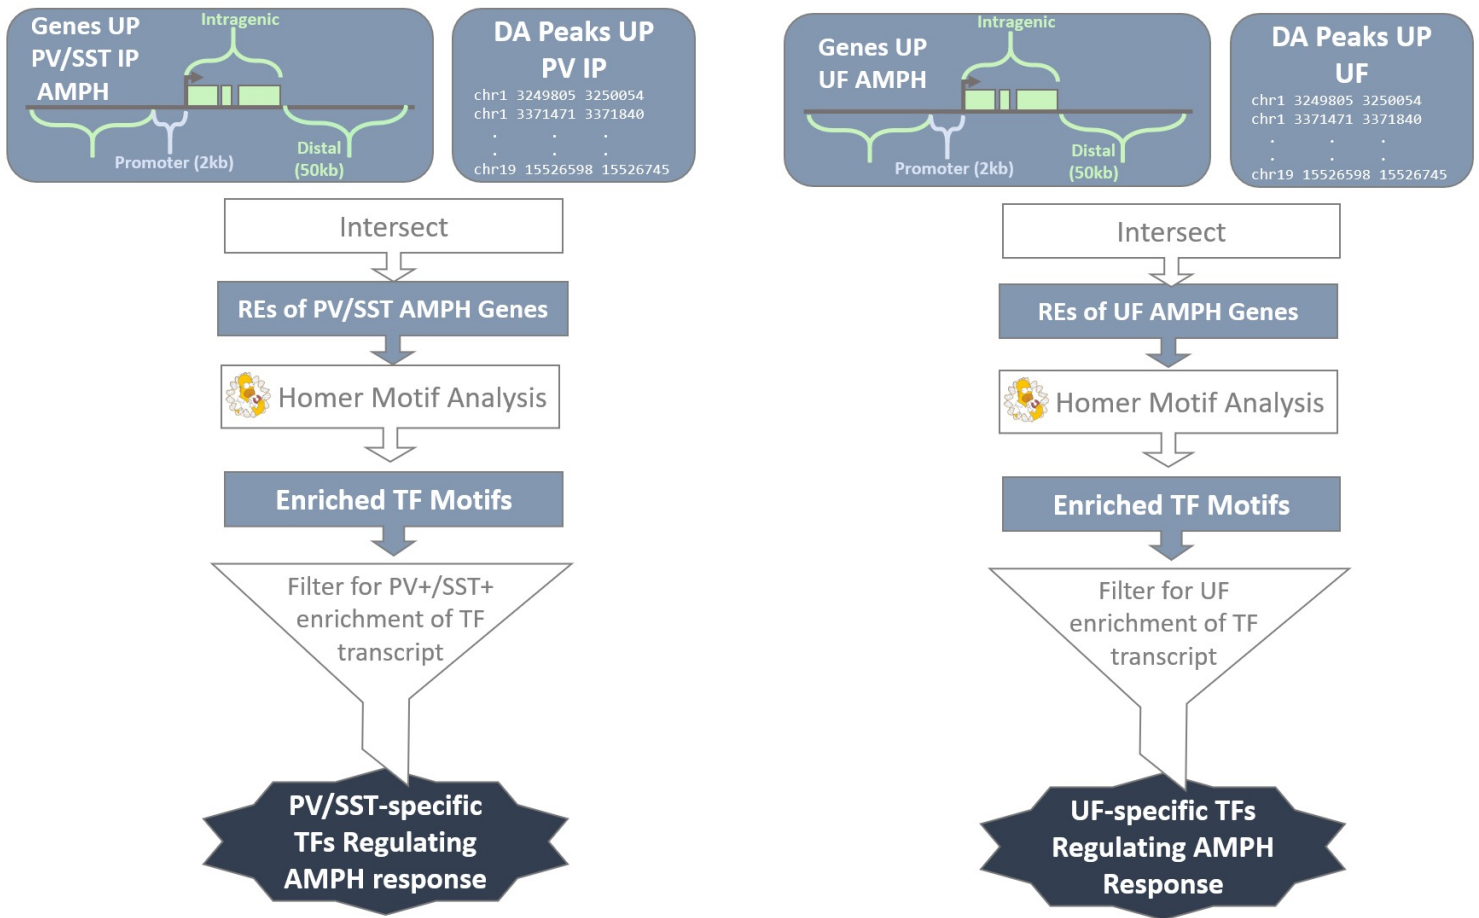 Genes UP
PV/SST IP
AMPH
Intragenic
Promoter (2kb)
Distal
(50kb)
DA Peaks UP
PV IP
chr1 3249805 3250054
chr1 3371471 3371840
. . .
. . .
chr19 15526598 15526745
Intersect
REs of PV/SST AMPH Genes
Homer Motif Analysis
Enriched TF Motifs
Filter for PV+/SST+
enrichment of TF
transcript
PV/SST-specific
TFs Regulating
AMPH response
Genes UP
UF AMPH
Intragenic
Promoter (2kb)
Distal
(50kb)
DA Peaks UP
UF
chr1 3249805 3250054
chr1 3371471 3371840
. . .
. . .
chr19 15526598 15526745
Intersect
REs of UF AMPH Genes
Homer Motif Analysis
Enriched TF Motifs
Filter for UF
enrichment of TF
transcript
UF-specific TFs
Regulating AMPH
Response